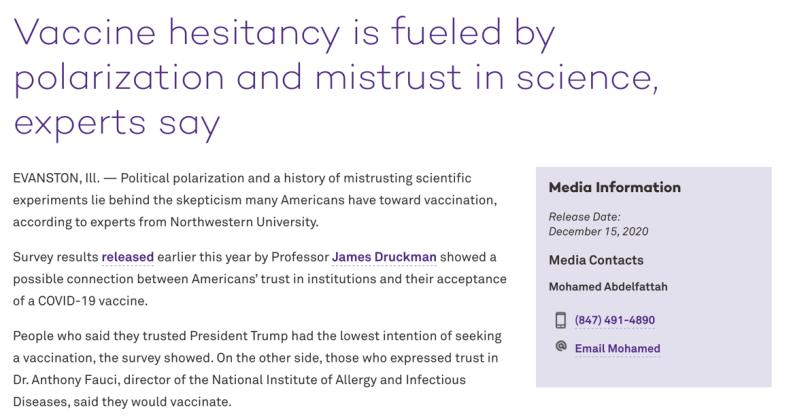 Vaccine hesitancy is fueled by
polarization and mistrust in science,
experts say
EVANSTON, Ill. — Political polarization and a history of mistrusting scientific
experiments lie behind the skepticism many Americans have toward vaccination,
according to experts from Northwestern University.
Survey results released earlier this year by Professor James Druckman showed a
possible connection between Americans’ trust in institutions and their acceptance
of a COVID-19 vaccine.
People who said they trusted President Trump had the lowest intention of seeking
a vaccination, the survey showed. On the other side, those who expressed trust in
Dr. Anthony Fauci, director of the National Institute of Allergy and Infectious
Diseases, said they would vaccinate.
Media Information
Release Date:
December 15, 2020
Media Contacts
Mohamed Abdelfattah
(847) 491-4890
Email Mohamed